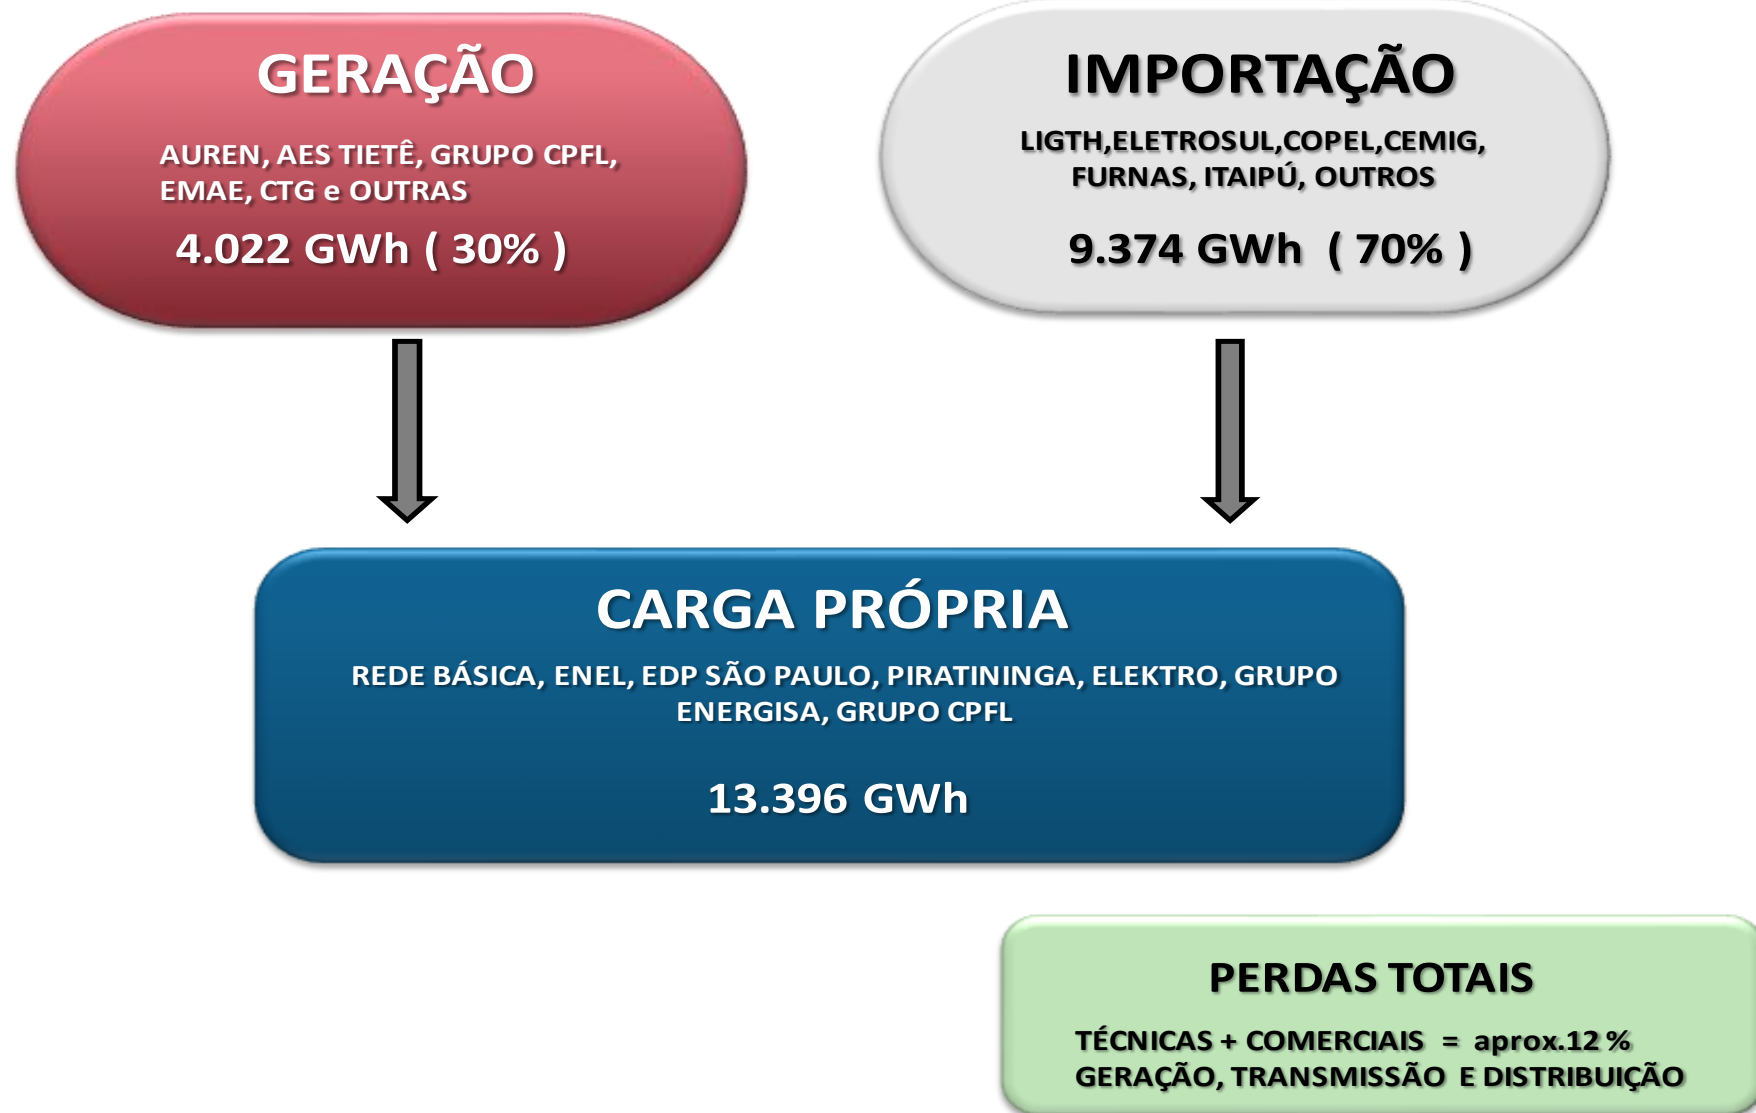 GERAÇÃO
AUREN, AES TIETÊ, GRUPO CPFL,
EMAE, CTG e OUTRAS
4.022 GWh ( 30% )
IMPORTAÇÃO
LIGTH,ELETROSUL,COPEL,CEMIG,
FURNAS, ITAIPÚ, OUTROS
9.374 GWh ( 70% )
CARGA PRÓPRIA
REDE BÁSICA, ENEL, EDP SÃO PAULO, PIRATININGA, ELEKTRO, GRUPO
ENERGISA, GRUPO CPFL
13.396 GWh
PERDAS TOTAIS
TÉCNICAS + COMERCIAIS = aprox.12 %
GERAÇÃO, TRANSMISSÃO E DISTRIBUIÇÃO